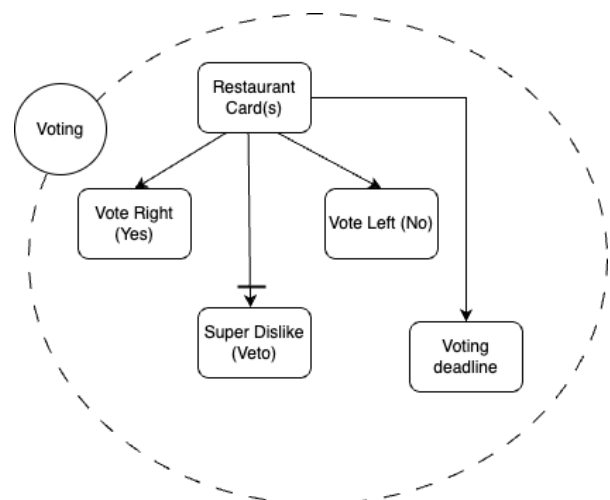 Restaurant
Card(s)
Voting
Vote Right
(Yes)
Vote Left (No)
Super Dislike
(Veto)
Voting
deadline